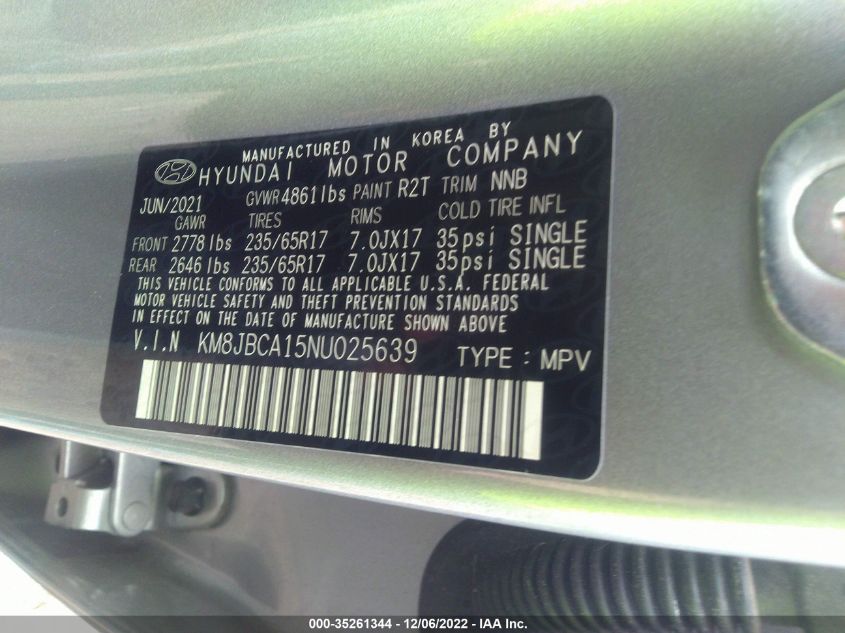 MANUFACTURED IN KOREA BY
HYUNDAI MOTOR COMPANY
JUN/2021 GVWR 4861 lbs PAINT R2T TRIM NNB
GAWR TIRES RIMS COLD TIRE INFL
FRONT 2778 lbs 235/65R17 7.0JX17 35psi SINGLE
REAR 2646 lbs 235/65R17 7.0JX17 35psi SINGLE
THIS VEHICLE CONFORMS TO ALL APPLICABLE U.S.A. FEDERAL
MOTOR VEHICLE SAFETY AND THEFT PREVENTION STANDARDS
IN EFFECT ON THE DATE OF MANUFACTURE SHOWN ABOVE
V.I.N KM8JBCA15NU025639 TYPE : MPV
000-35261344 - 12/06/2022 - IAA Inc.